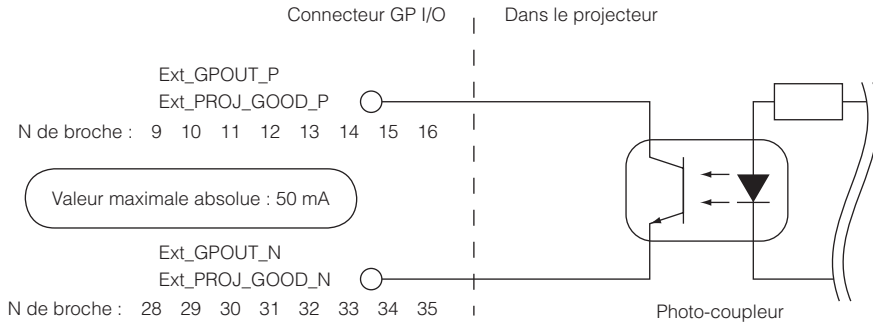 Connecteur GP I/O
Dans le projecteur
Ext_GPOUT_P
Ext_PROJ_GOOD_P
N de broche : 9 10 11 12 13 14 15 16
Valeur maximale absolue : 50 mA
Ext_GPOUT_N
Ext_PROJ_GOOD_N
N de broche : 28 29 30 31 32 33 34 35
Photo-coupleur